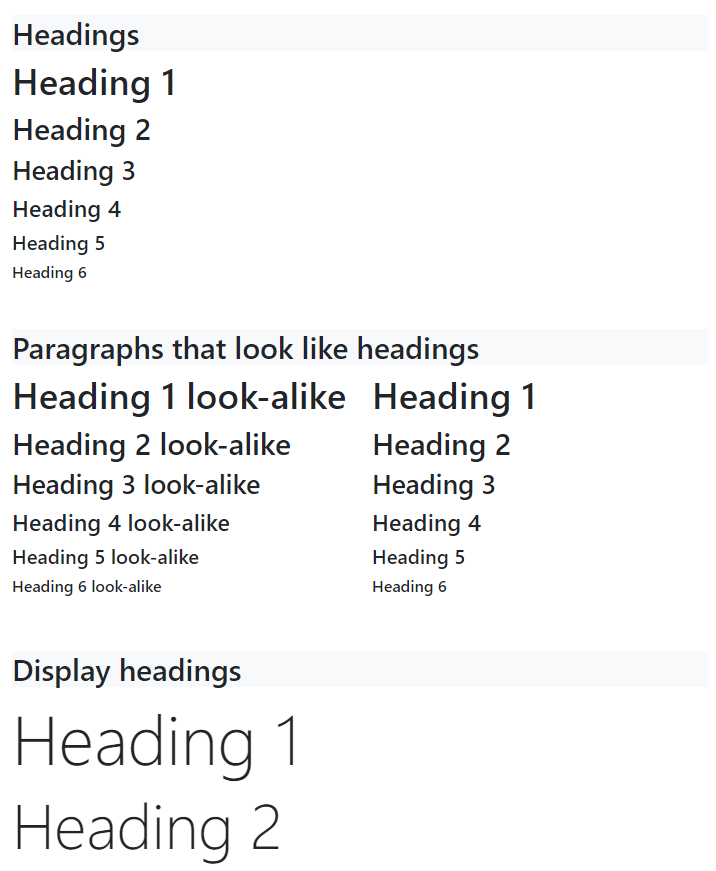 Headings
Heading 1
Heading 2
Heading 3
Heading 4
Heading 5
Heading 6
Paragraphs that look like headings
Heading 1 look-alike
Heading 2 look-alike
Heading 3 look-alike
Heading 4 look-alike
Heading 5 look-alike
Heading 6 look-alike
Heading 1
Heading 2
Heading 3
Heading 4
Heading 5
Heading 6
Display headings
Heading 1
Heading 2